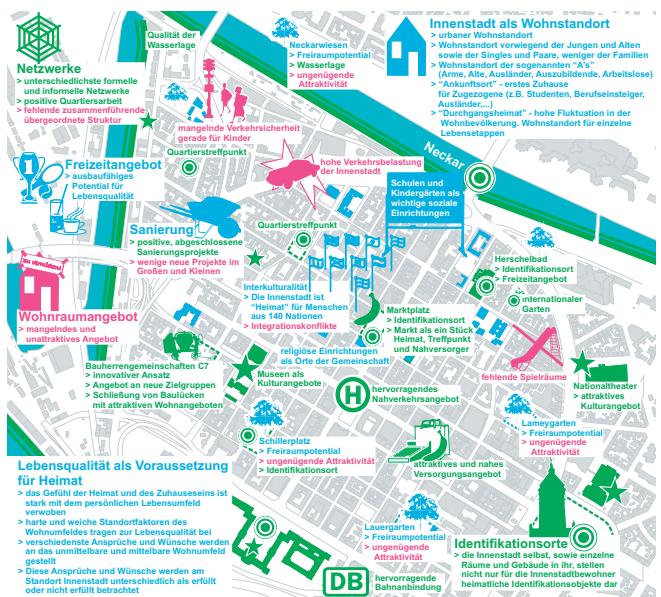 Netzwerke
> unterschiedlichste formelle
und informelle Netzwerke
> positive Quartiersarbeit
> fehlende zusammenführende
übergeordnete Struktur
Qualität der
Wasserlage
Neckarwiesen
> Freiraumpotential
> Wasserlage
> ungenügende
Attraktivität
Innenstadt als Wohnstandort
> urbaner Wohnstandort
> Wohnstandort vorwiegend der Jungen und Alten
sowie der Singles und Paare, weniger der Familien
> Wohnstandort der sogenannten "A's"
(Arme, Alte, Ausländer, Auszubildende, Arbeitslose)
> "Ankunftsort" - erstes Zuhause
für Zugezogene (z.B. Studenten, Berufseinsteiger,
Ausländer,...)
> "Durchgangsheimat" - hohe Fluktuation in der
Wohnbevölkerung. Wohnstandort für einzelne
Lebensetappen
mangelnde Verkehrsicherheit
gerade für Kinder
Quartierstreffpunkt
hohe Verkehrsbelastung
der Innenstadt
Neckar
Freizeitangebot
> ausbaufähiges
Potential für
Lebensqualität
Schulen und
Kindergärten als
wichtige soziale
Einrichtungen
Sanierung
> positive, abgeschlossene
Sanierungsprojekte
> wenige neue Projekte im
Großen und Kleinen
Quartierstreffpunkt
Herschelbad
> Identifikationsort
> Freizeitangebot
internationaler
Garten
Wohnraumangebot
> mangelndes und
unattraktives Angebot
Interkulturalität
> Die Innenstadt ist
"Heimat" für Menschen
aus 140 Nationen
> Integrationskonflikte
Marktplatz
> Identifikationsort
> Markt als ein Stück
Heimat, Treffpunkt
und Nahversorger
religiöse Einrichtungen
als Orte der Gemeinschaft
Bauherrengemeinschaften C7
> innovativer Ansatz
> Angebot an neue Zielgruppen
> Schließung von Baulücken
mit attraktiven Wohnangeboten
Museen als
Kulturangebote
H
hervorragendes
Nahverkehrsangebot
fehlende Spielräume
Nationaltheater
> attraktives
Kulturangebot
Lameygarten
> Freiraumpotential
> ungenügende
Attraktivität
Schillerplatz
> Freiraumpotential
> ungenügende Attraktivität
> Identifikationsort
attraktives und nahes
Versorgungsangebot
Lebensqualität als Voraussetzung
für Heimat
> das Gefühl der Heimat und des Zuhauseseins ist
stark mit dem persönlichen Lebensumfeld
verwoben
> harte und weiche Standortfaktoren des
Wohnumfeldes tragen zur Lebensqualität bei
> verschiedenste Ansprüche und Wünsche werden
an das unmittelbare und mittelbare Wohnumfeld
gestellt
> Diese Ansprüche und Wünsche werden am
Standort Innenstadt unterschiedlich als erfüllt
oder nicht erfüllt betrachtet
Lauergarten
> Freiraumpotential
> ungenügende
Attraktivität
Identifikationsorte
> die Innenstadt selbst, sowie einzelne
Räume und Gebäude in ihr, stellen
nicht nur für die Innenstadtbewohner
heimatliche Identifikationsobjekte dar
DB
hervorragende
Bahnanbindung